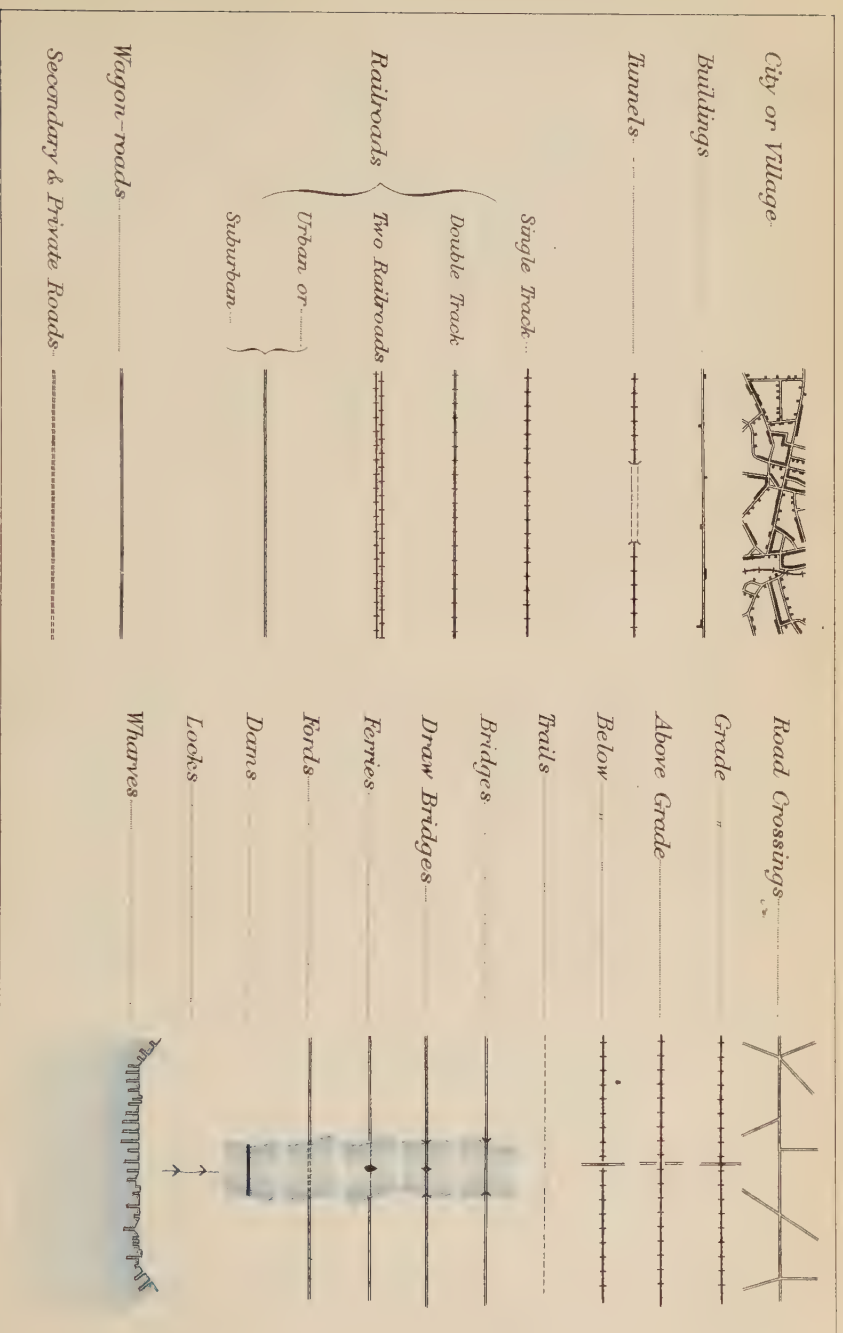 City or Village
Buildings
Tunnels
Railroads
Single Track
Double Track
Two Railroads
Urban or
Suburban
Wagon-roads
Secondary & Private Roads
Road Crossings
Grade "
Above Grade
Below "
Trails
Bridges
Draw Bridges
Ferries
Fords
Dams
Locks
Wharves